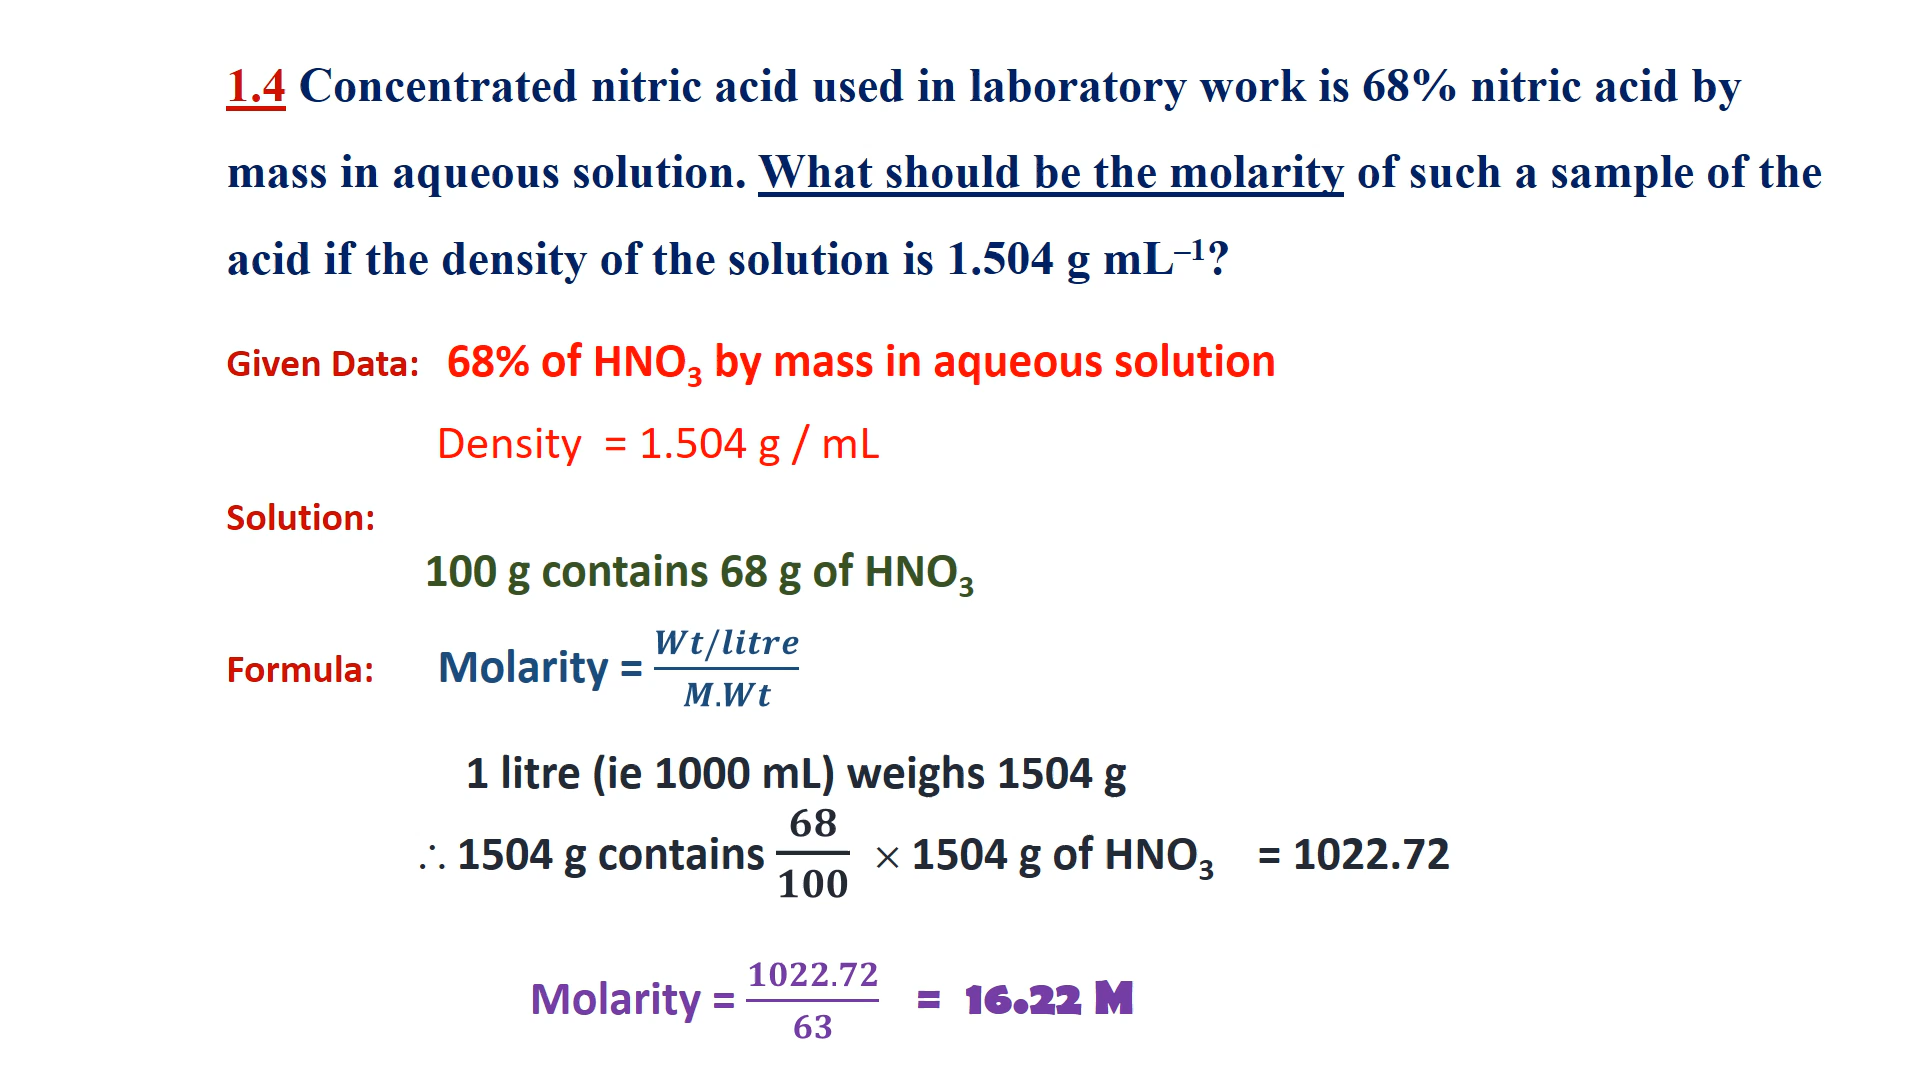 1.4 Concentrated nitric acid used in laboratory work is 68% nitric acid by
mass in aqueous solution. What should be the molarity of such a sample of the
acid if the density of the solution is 1.504 g mL⁻¹?
Given Data: 68% of HNO₃ by mass in aqueous solution
Density = 1.504 g / mL
Solution:
100 g contains 68 g of HNO₃
Formula: Molarity = Wt/litre
M.Wt
1 litre (ie 1000 mL) weighs 1504 g
∴ 1504 g contains 68/100 × 1504 g of HNO₃ = 1022.72
Molarity = 1022.72/63 = 16.22 M